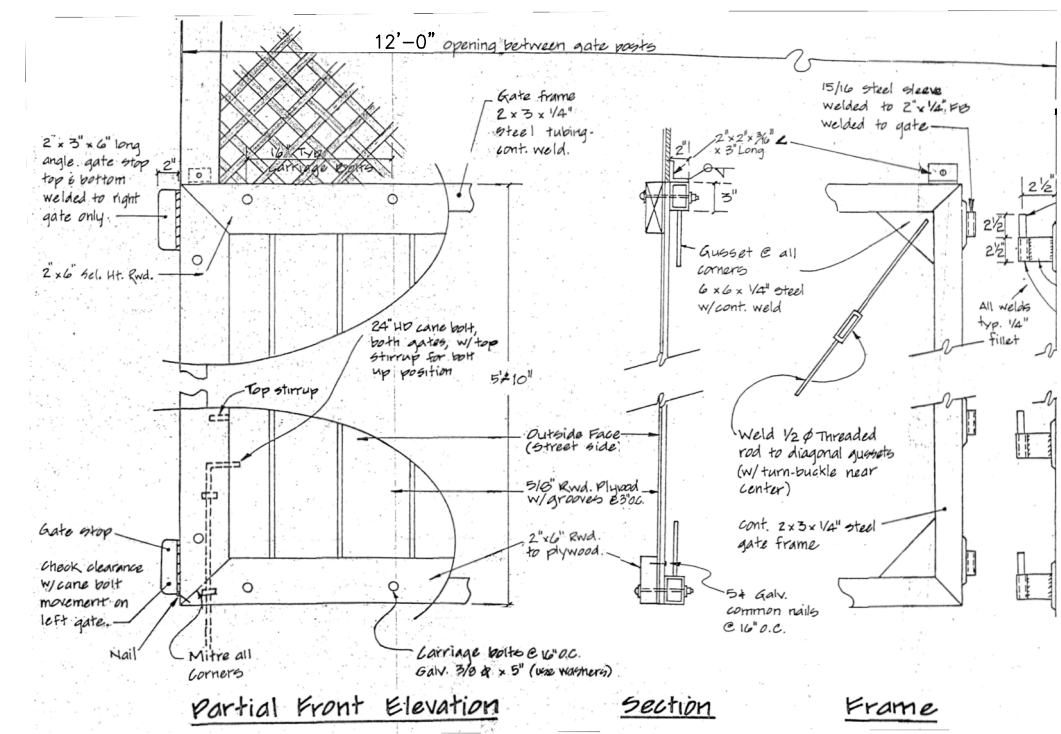 12'-0" opening between gate posts
2" x 3" x 6" long
angle. gate stop
top & bottom
welded to right
gate only.
2"
16" Typ.
Carriage Bolts
Gate frame
2 x 3 x 1/4"
steel tubing-
cont. weld.
2"x6" Sel. Ht. Rwd.
24" HD cane bolt,
both gates, w/top
stirrup for bolt
up position
5'±10"
Top stirrup
Outside Face
(Street side)
5/8" Rwd. Plywood
w/grooves @3"O.C.
2"x6" Rwd.
to plywood.
Gate stop
Check clearance
w/cane bolt
movement on
left gate.
Nail
Mitre all
Corners
Carriage bolts @ 16" O.C.
Galv. 3/8 ϕ x 5" (use washers)
Partial Front Elevation
2"
2"x2"x3/16" ∠
x 3" Long
3"
Gusset @ all
corners
6 x 6 x 1/4" steel
w/cont. weld
5d Galv.
common nails
@ 16" O.C.
Section
15/16 steel sleeve
welded to 2"x1/4" FB
welded to gate
2 1/2"
2 1/2"
2 1/2"
All welds
typ. 1/4"
fillet
Weld 1/2 ϕ Threaded
rod to diagonal gussets
(w/ turn-buckle near
center)
Cont. 2 x 3 x 1/4" steel
gate frame
Frame